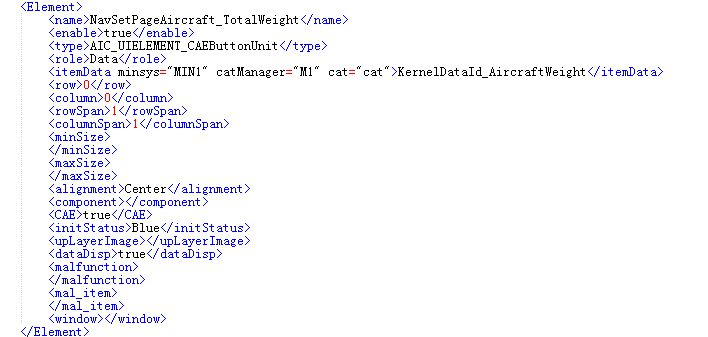 <Element>
<name>NavSetPageAircraft_TotalWeight</name>
<enable>true</enable>
<type>AIC_UIELEMENT_CAEButtonUnit</type>
<role>Data</role>
<itemData minsys="MIN1" catManager="M1" cat="cat">KernelDataId_AircraftWeight</itemData>
<row>0</row>
<column>0</column>
<rowSpan>1</rowSpan>
<columnSpan>1</columnSpan>
<minSize>
</minSize>
<maxSize>
</maxSize>
<alignment>Center</alignment>
<component></component>
<CAE>true</CAE>
<initStatus>Blue</initStatus>
<upLayerImage></upLayerImage>
<dataDisp>true</dataDisp>
<malfunction>
</malfunction>
<mal_item>
</mal_item>
<window></window>
</Element>